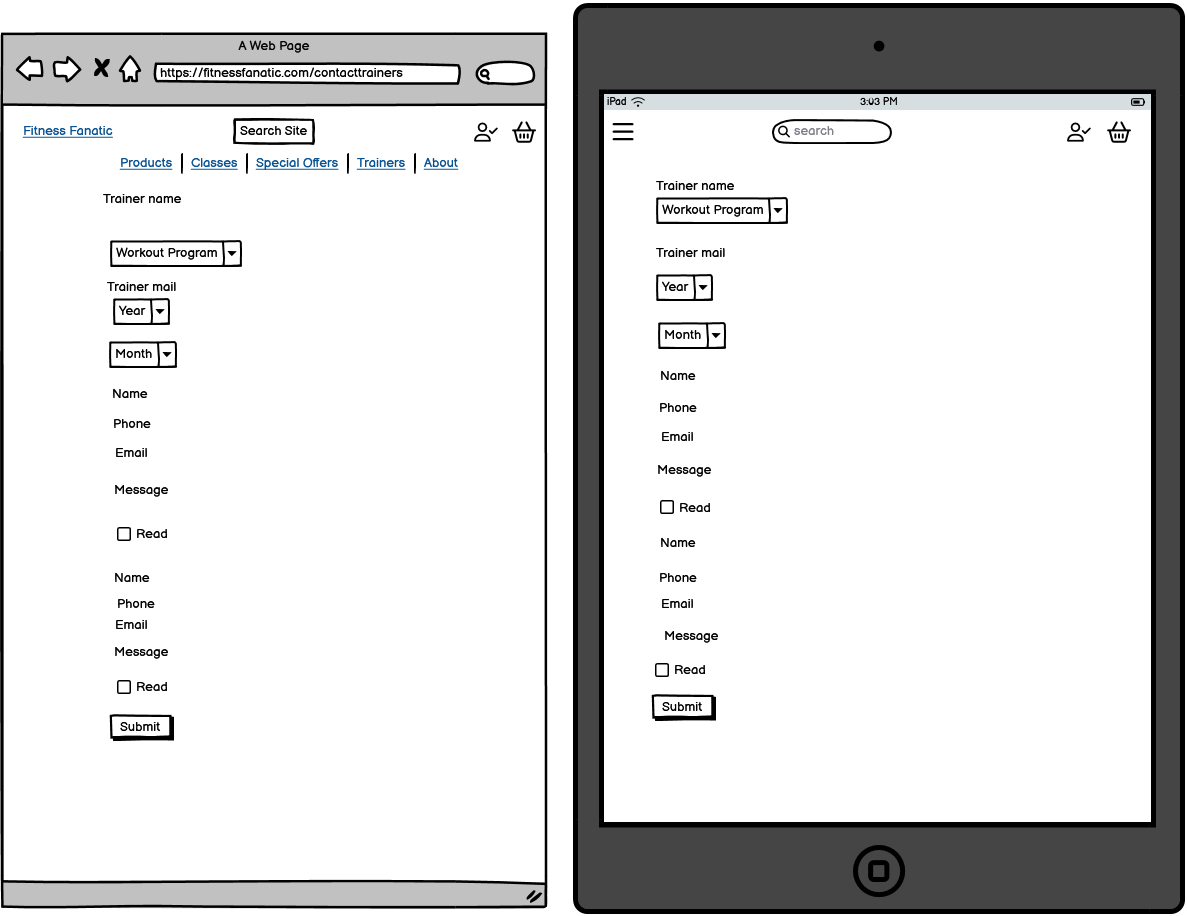 A Web Page
https://fitnessfanatic.com/contacttrainers
Fitness Fanatic
Search Site
Products
Classes
Special Offers
Trainers
About
Trainer name
Workout Program
Trainer mail
Year
Month
Name
Phone
Email
Message
Read
Name
Phone
Email
Message
Read
Submit
iPad
3:03 PM
search
Trainer name
Workout Program
Trainer mail
Year
Month
Name
Phone
Email
Message
Read
Name
Phone
Email
Message
Read
Submit